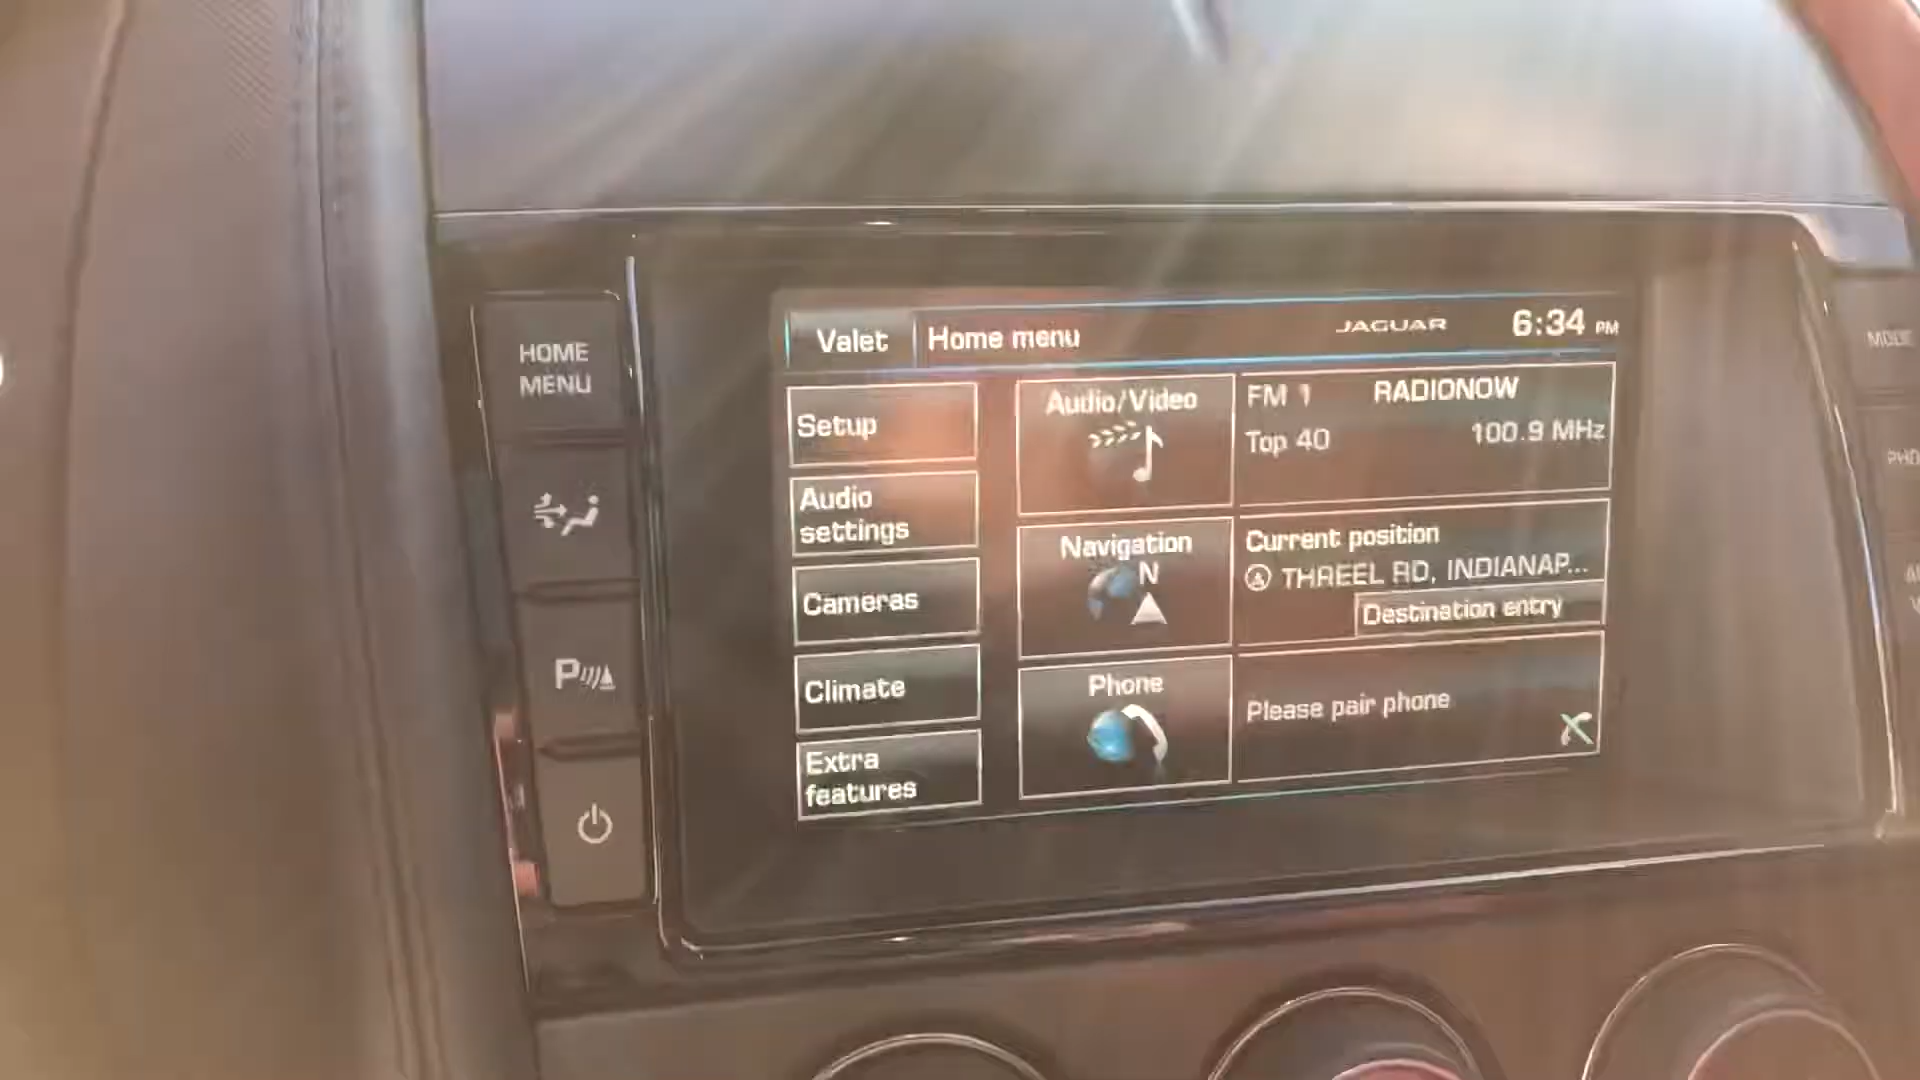 HOME
MENU
P
Valet
Home menu
JAGUAR
6:34 PM
Setup
Audio
settings
Cameras
Climate
Extra
features
Audio/Video
FM 1 RADIONOW
Top 40 100.9 MHz
Navigation
N
Current position
THREEL RD, INDIANAP...
Destination entry
Phone
Please pair phone